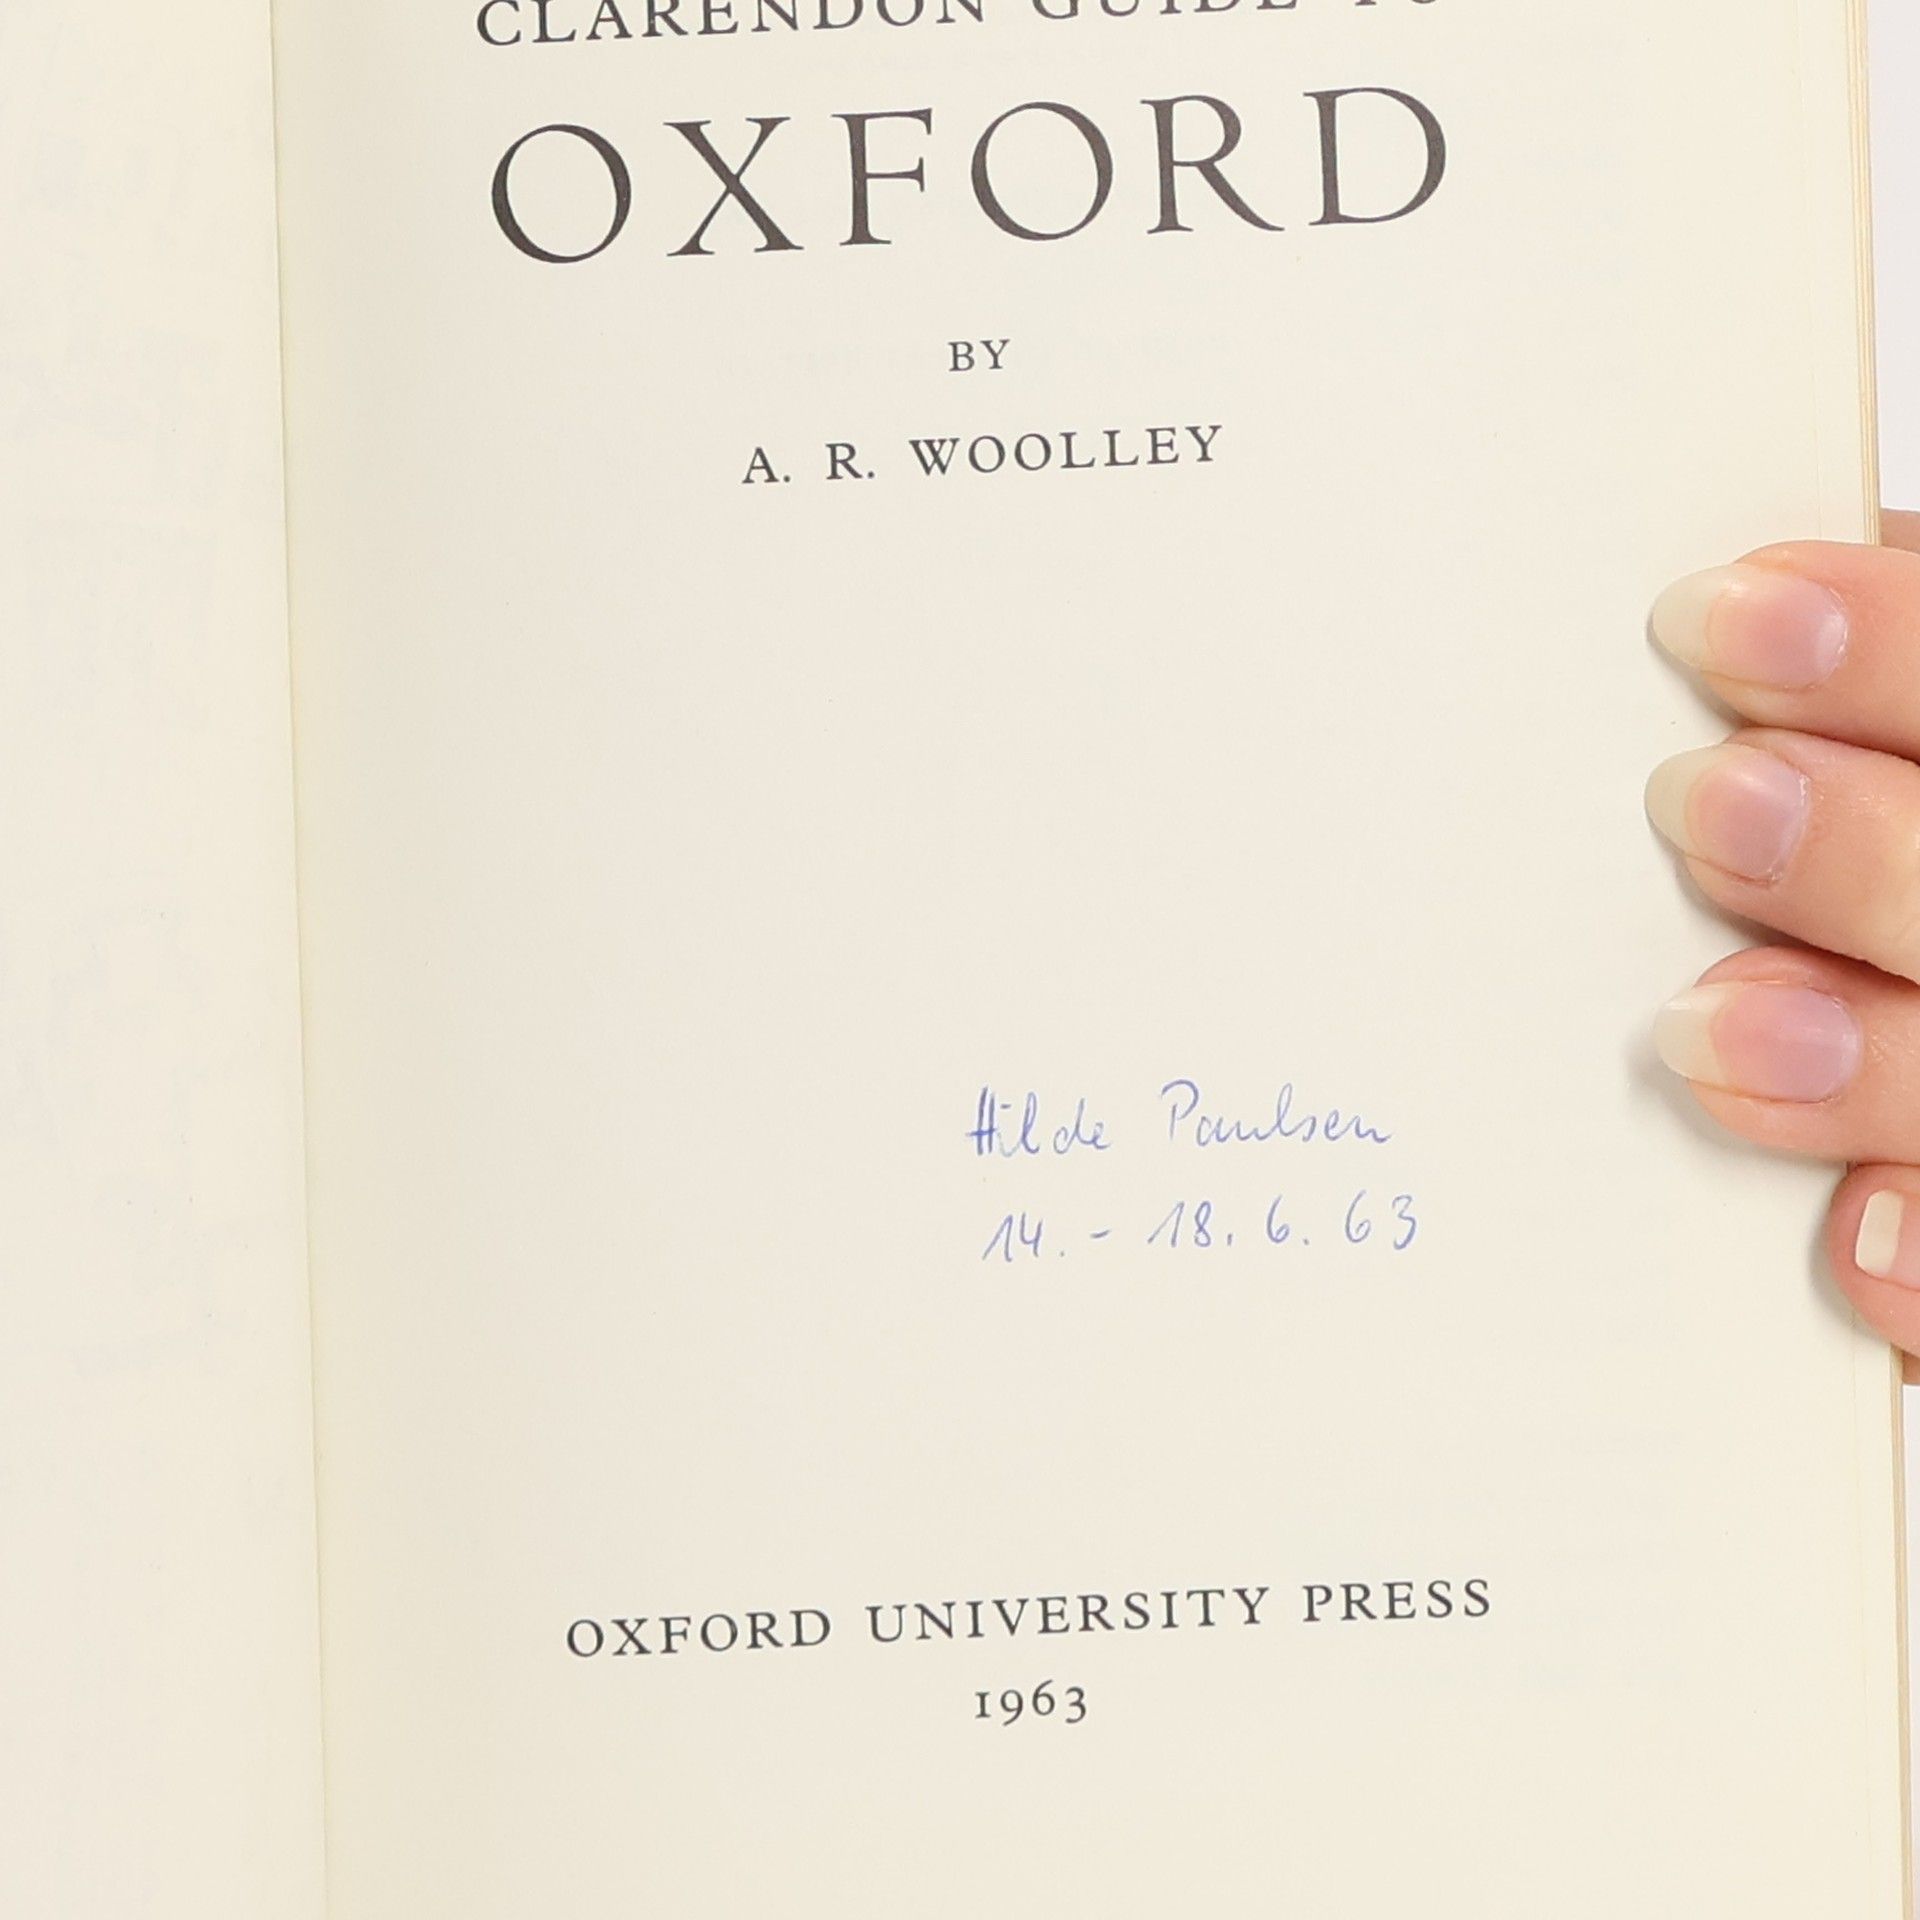 CLARENDON GUIDE TO
OXFORD
BY
A. R. WOOLLEY
Hilde Paulsen
14. - 18. 6. 63
OXFORD UNIVERSITY PRESS
1963